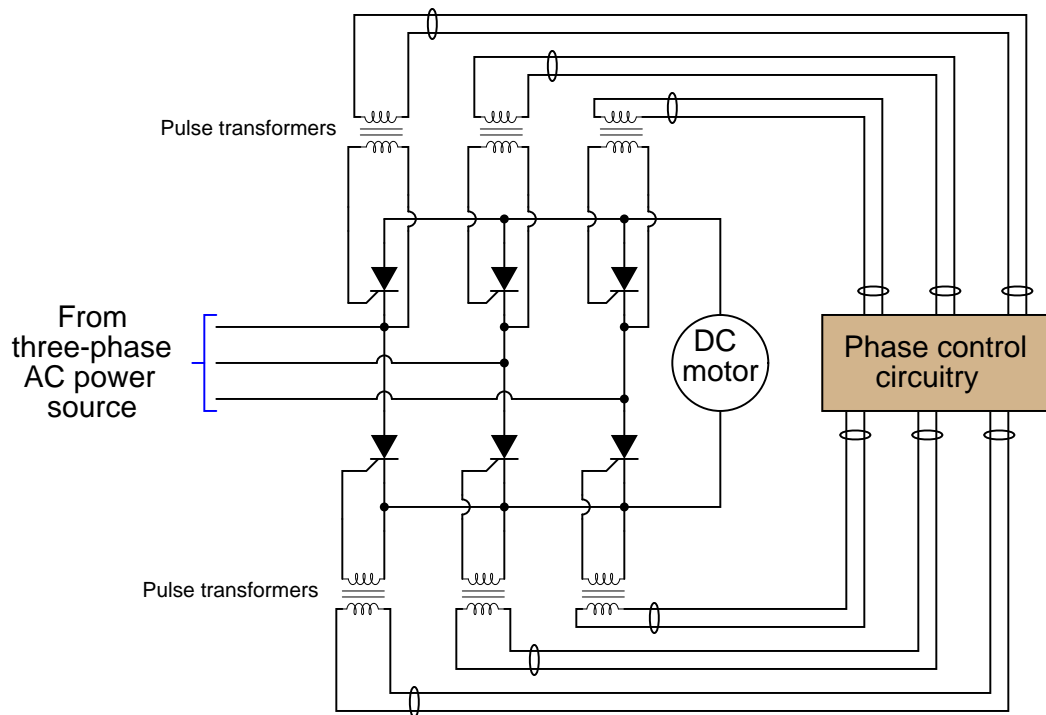 Pulse transformers
From
three-phase
AC power
source
DC
motor
Phase control
circuitry
Pulse transformers